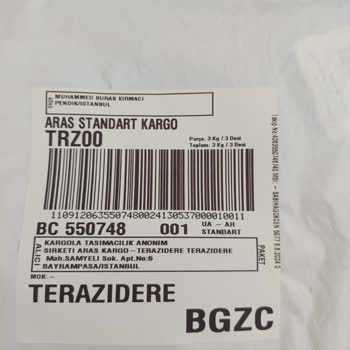 MUHAMMED BURAK KIRMACI
PENDIK/ISTANBUL
ARAS STANDART KARGO
TRZ00
Parça: 3 Kg / 3 Desi
Toplam: 3 Kg / 3 Desi
1109120635507480024130537000010011
BC 550748 001 UA - AH
STANDART
ALICI
KARGOLA TASIMACILIK ANONIM
SIRKETI ARAS KARGO-TERAZIDERE TERAZIDERE
Mah.SAMYELI Sok. Apt.No:6
BAYRAMPASA/ISTANBUL
PAKET
MOK: -
TERAZIDERE
BGZC